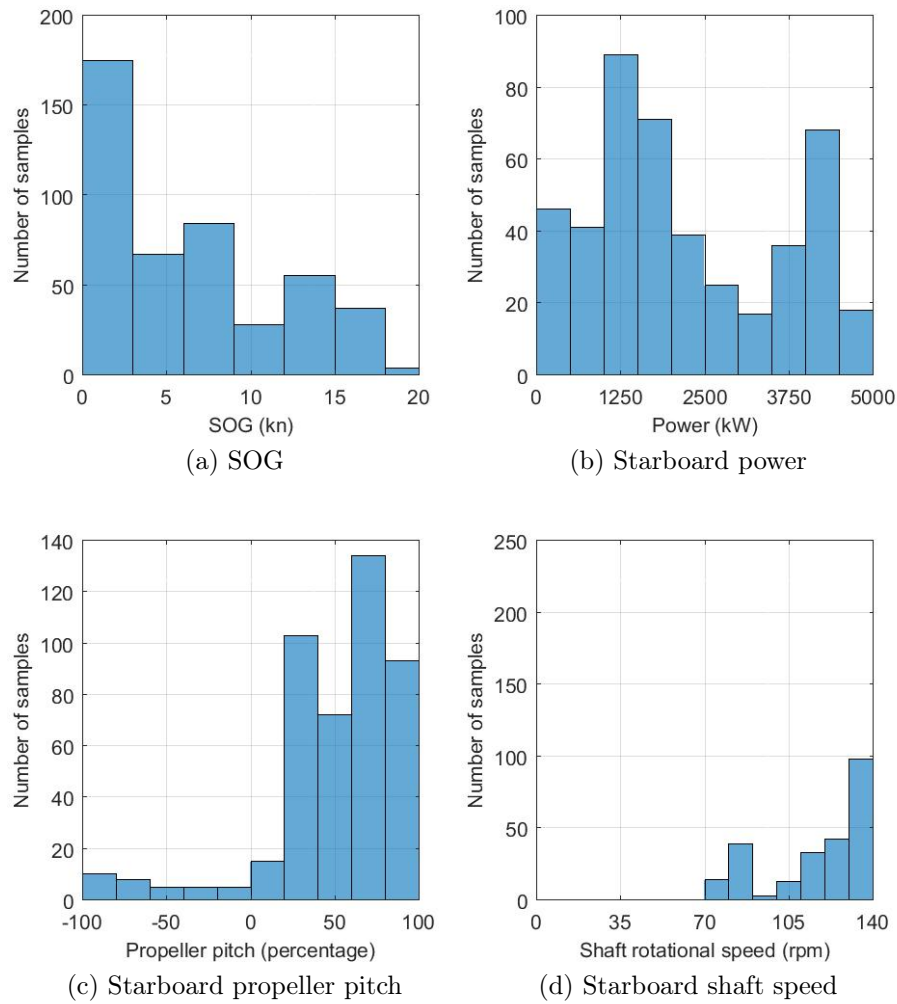 200
150
100
50
0
Number of samples
0 5 10 15 20
SOG (kn)
(a) SOG
100
80
60
40
20
0
Number of samples
0 1250 2500 3750 5000
Power (kW)
(b) Starboard power
140
120
100
80
60
40
20
0
Number of samples
-100 -50 0 50 100
Propeller pitch (percentage)
(c) Starboard propeller pitch
250
200
150
100
50
0
Number of samples
0 35 70 105 140
Shaft rotational speed (rpm)
(d) Starboard shaft speed